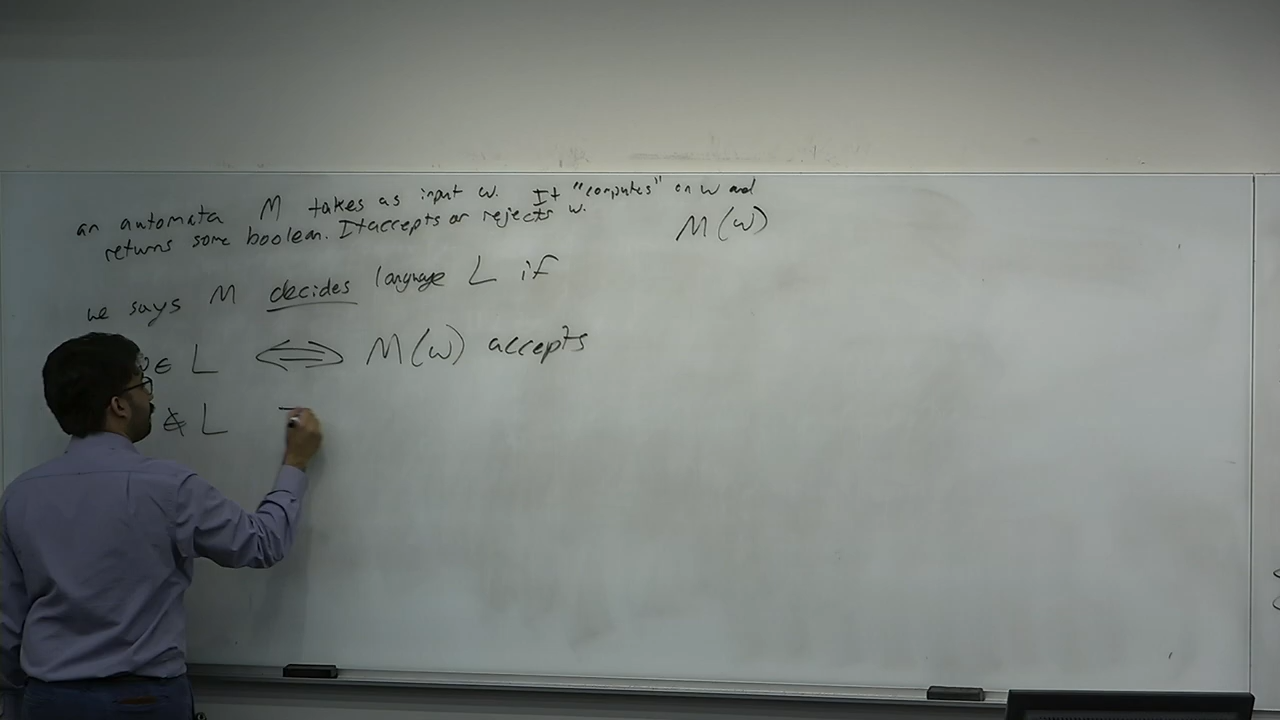 an automata M takes as input w. It "computes" on w and
returns some boolean. It accepts or rejects w.
M(w)
we says M decides language L if
∈ L ⟺ M(w) accepts
∉ L